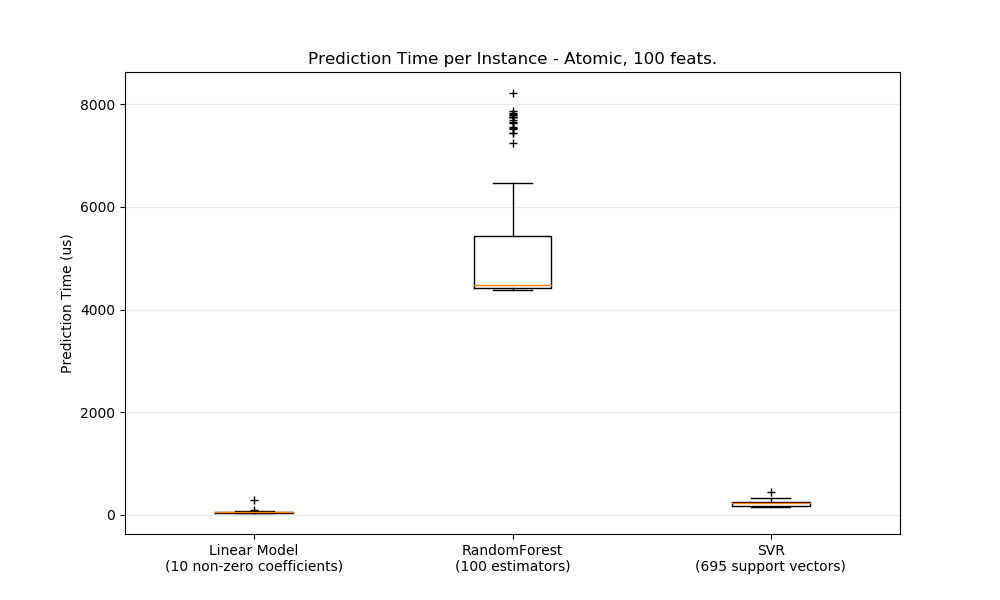 Prediction Time per Instance - Atomic, 100 feats.
Prediction Time (us)
8000
6000
4000
2000
0
Linear Model
(10 non-zero coefficients)
RandomForest
(100 estimators)
SVR
(695 support vectors)